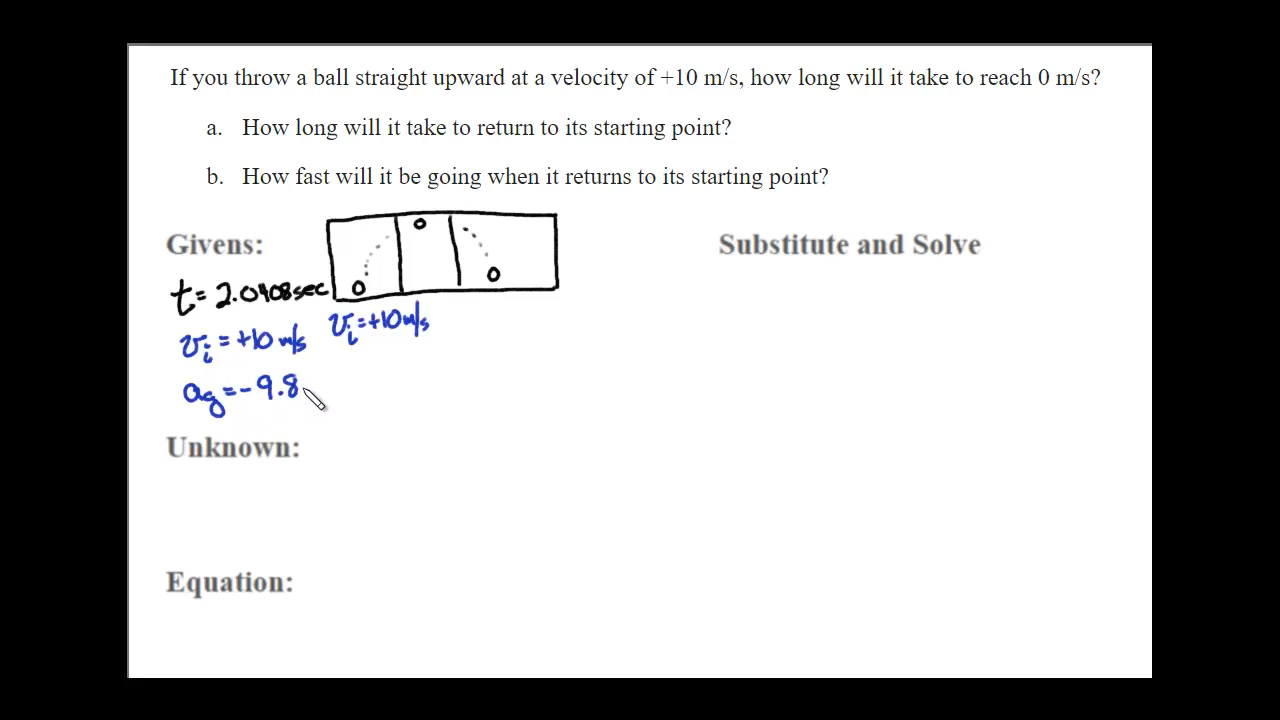 If you throw a ball straight upward at a velocity of +10 m/s, how long will it take to reach 0 m/s?
a. How long will it take to return to its starting point?
b. How fast will it be going when it returns to its starting point?
Givens:
Substitute and Solve
t = 2.0408sec
vi = +10 m/s
vi = +10 m/s
ag = -9.8
Unknown:
Equation: